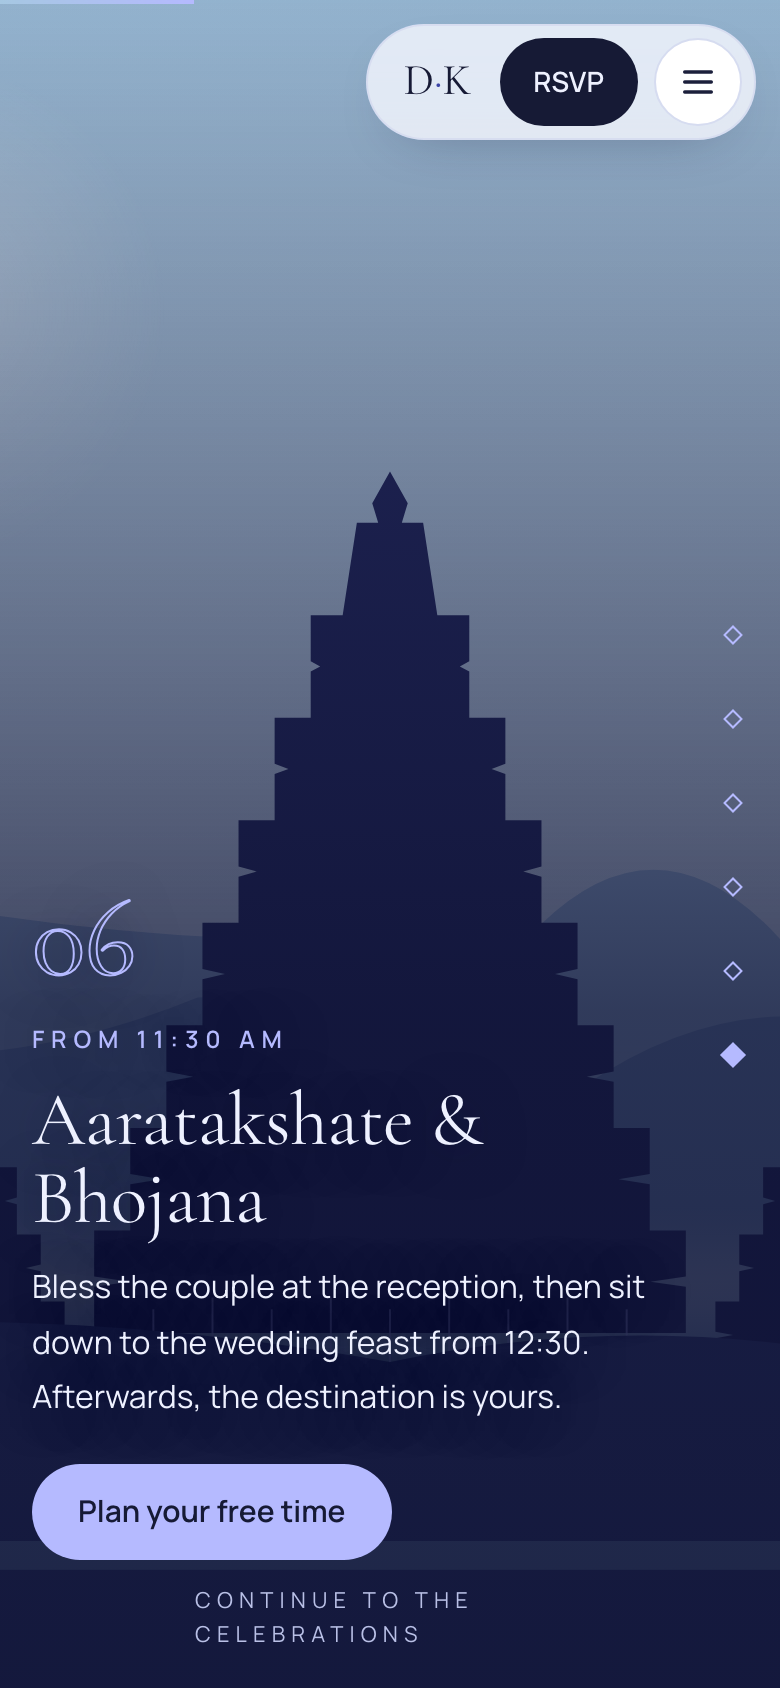 D·K
RSVP
06
FROM 11:30 AM
Aaratakshate &
Bhojana
Bless the couple at the reception, then sit
down to the wedding feast from 12:30.
Afterwards, the destination is yours.
Plan your free time
CONTINUE TO THE
CELEBRATIONS